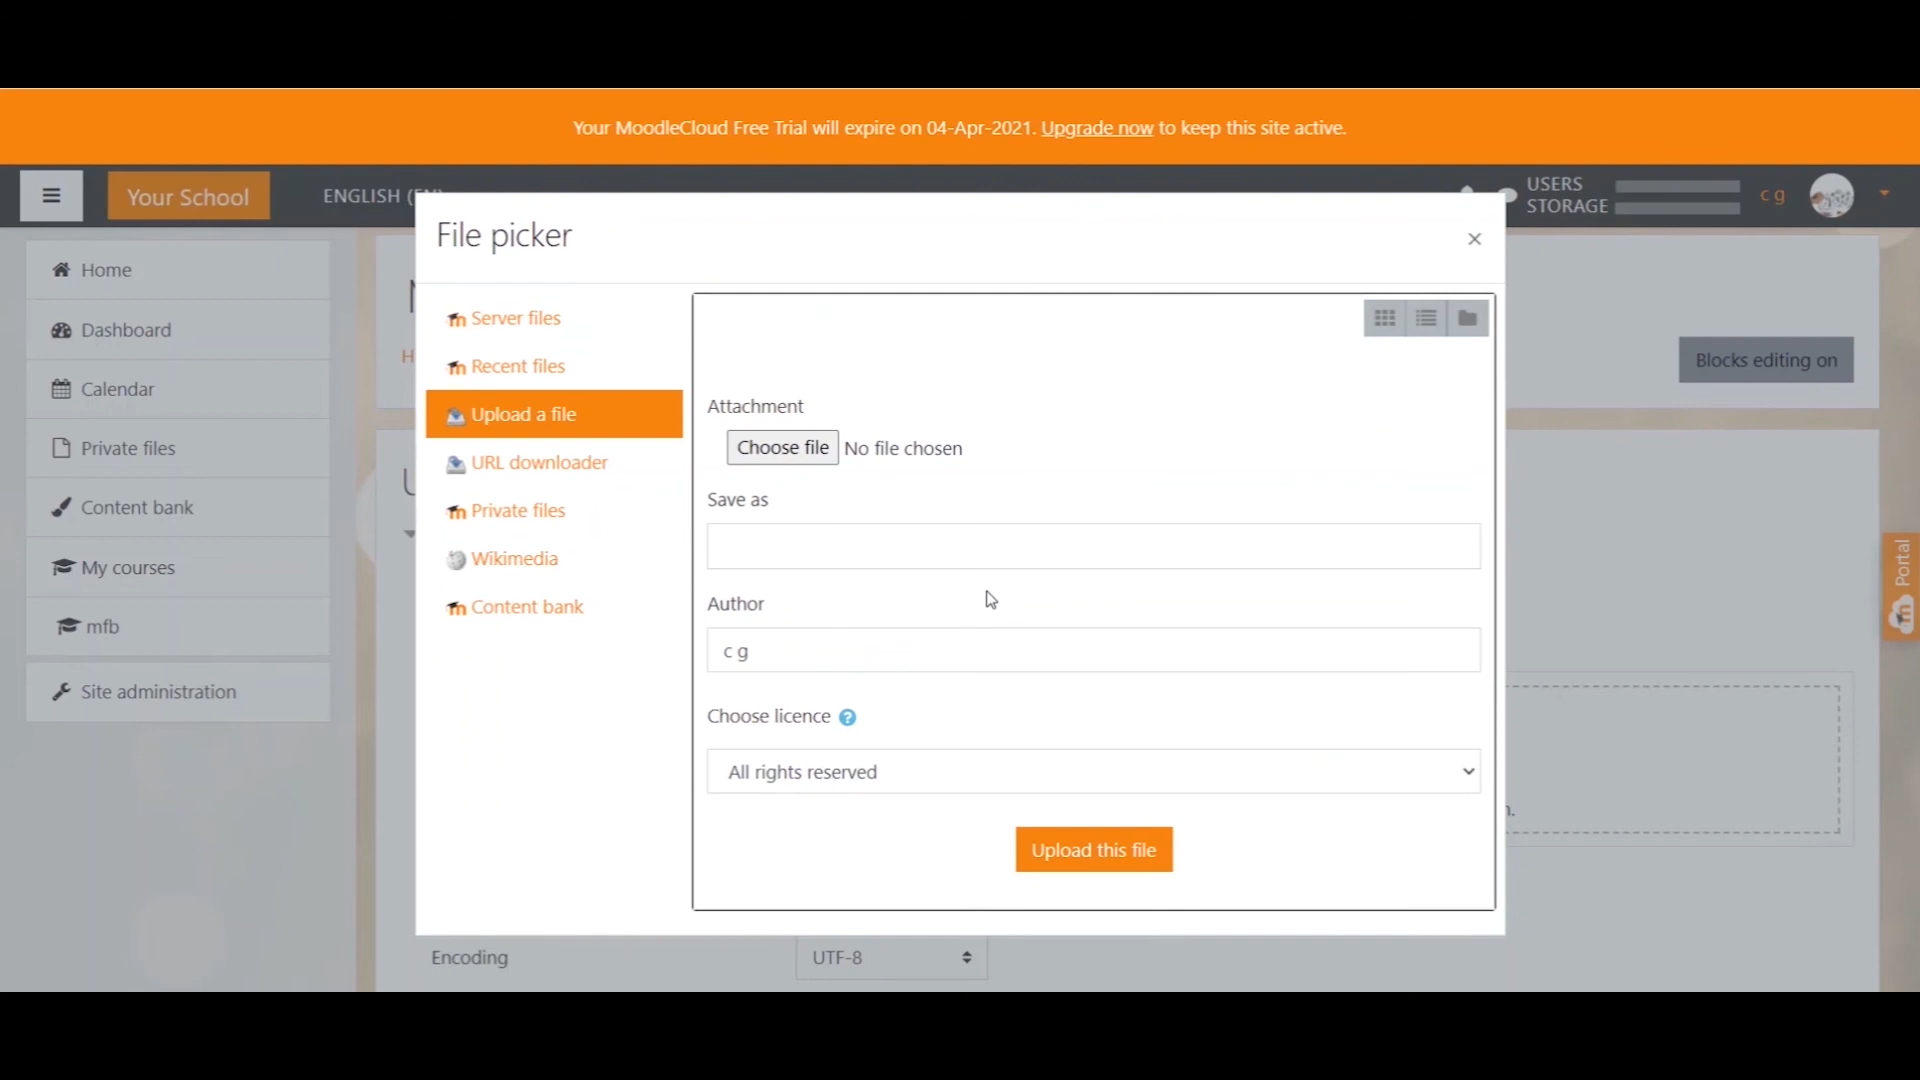 Your MoodleCloud Free Trial will expire on 04-Apr-2021. Upgrade now to keep this site active.
Your School
ENGLISH
USERS
STORAGE
c g
File picker
Home
Dashboard
Calendar
Private files
Content bank
My courses
mfb
Site administration
Server files
Recent files
Upload a file
URL downloader
Private files
Wikimedia
Content bank
Blocks editing on
Attachment
Choose file No file chosen
Save as
Author
c g
Choose licence
All rights reserved
Upload this file
Portal
Encoding
UTF-8